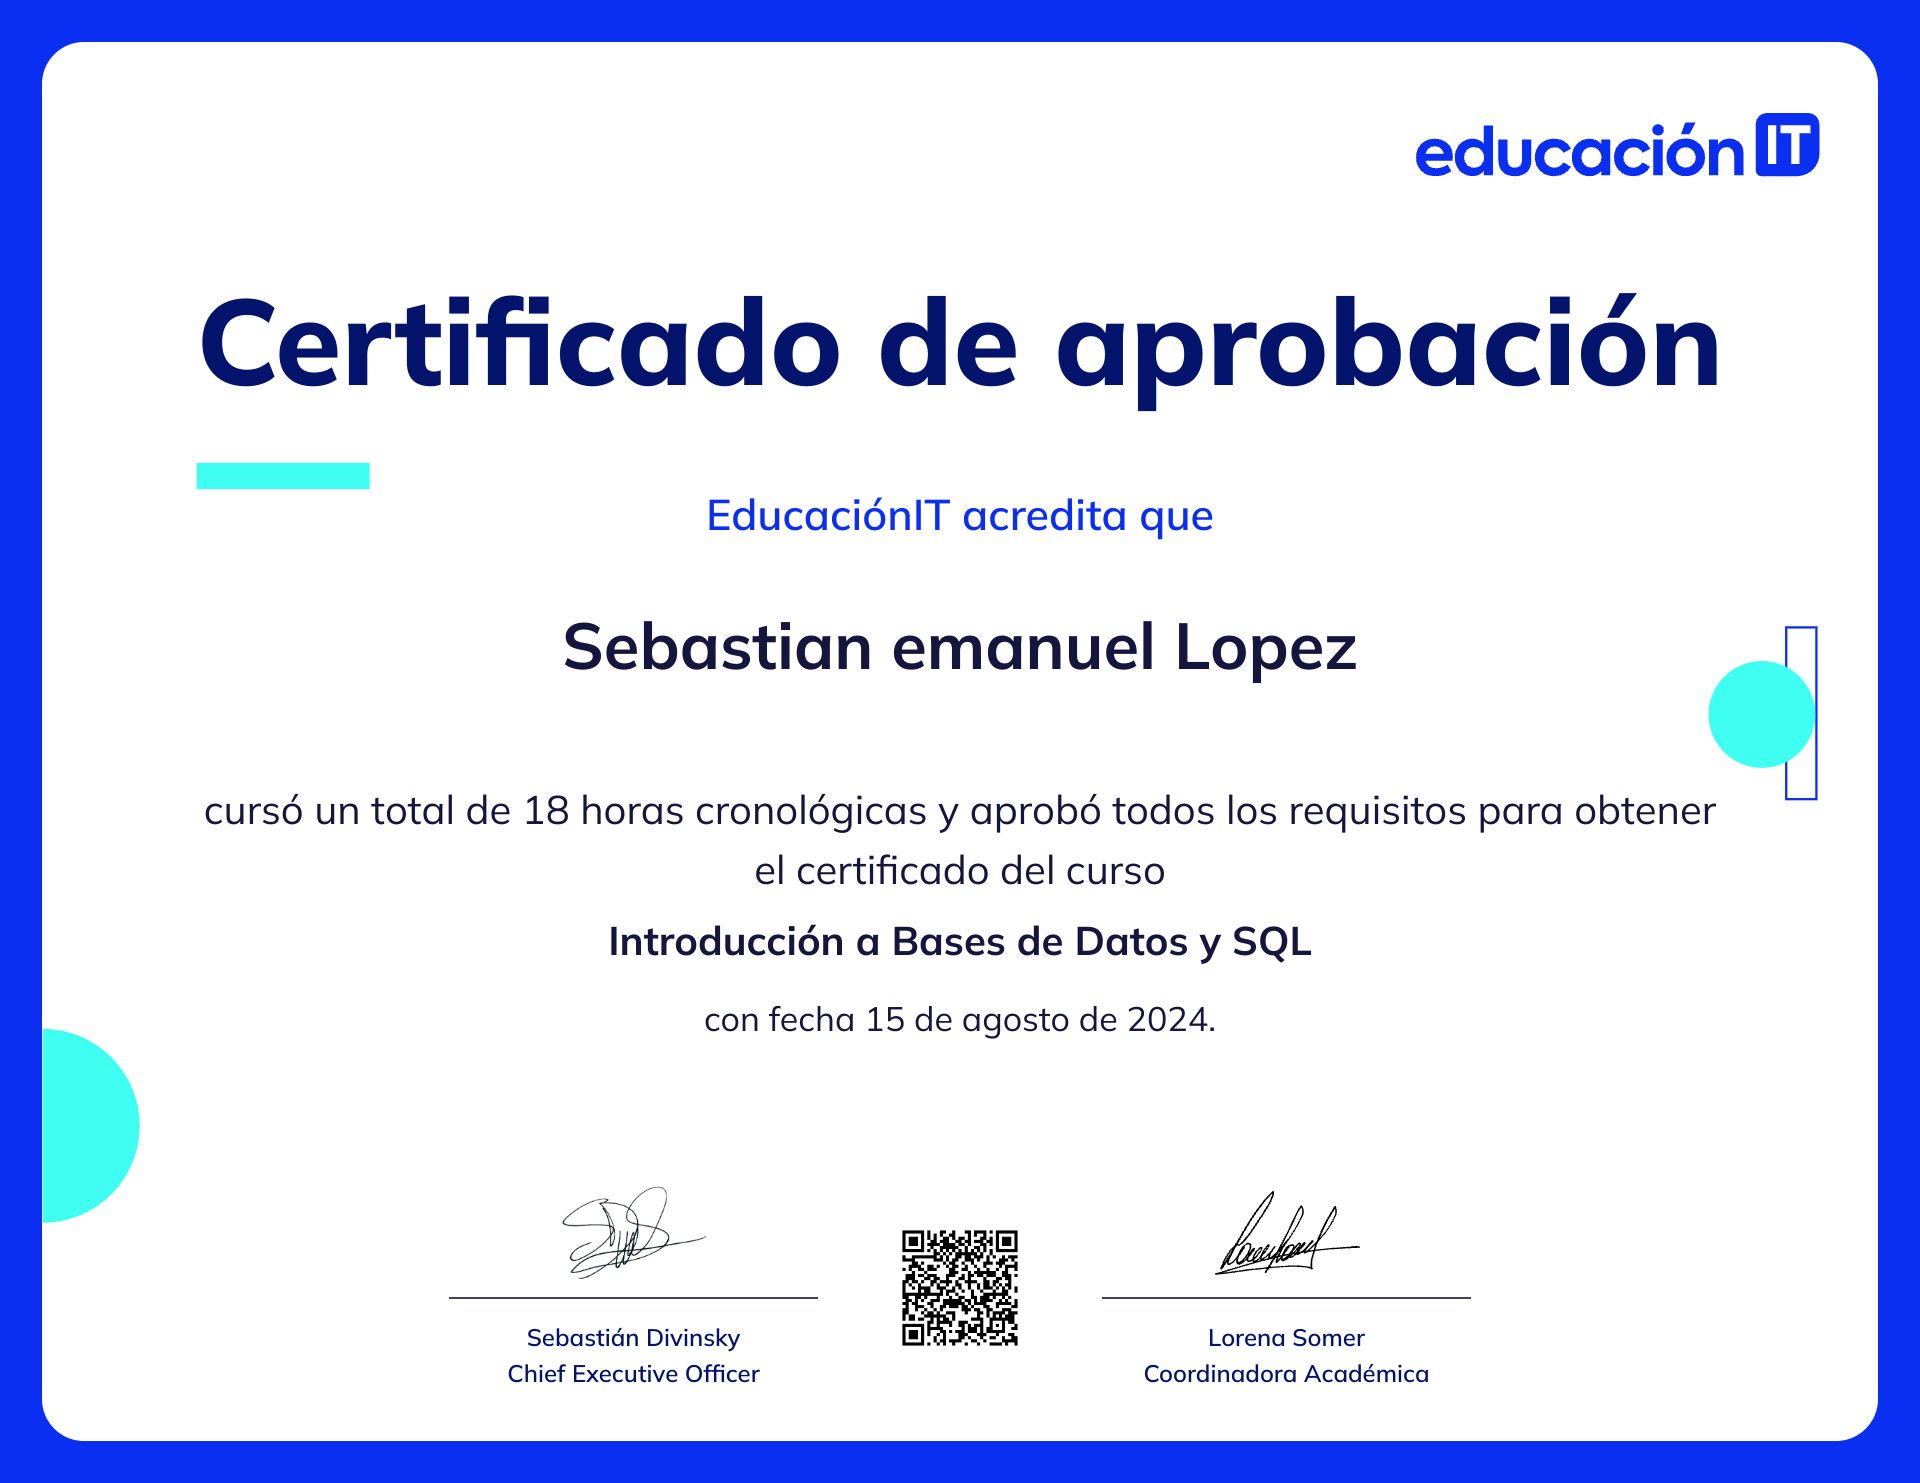 educaciónIT
Certificado de aprobación
EducaciónIT acredita que
Sebastian emanuel Lopez
cursó un total de 18 horas cronológicas y aprobó todos los requisitos para obtener
el certificado del curso
Introducción a Bases de Datos y SQL
con fecha 15 de agosto de 2024.
Sebastián Divinsky
Chief Executive Officer
Lorena Somer
Coordinadora Académica